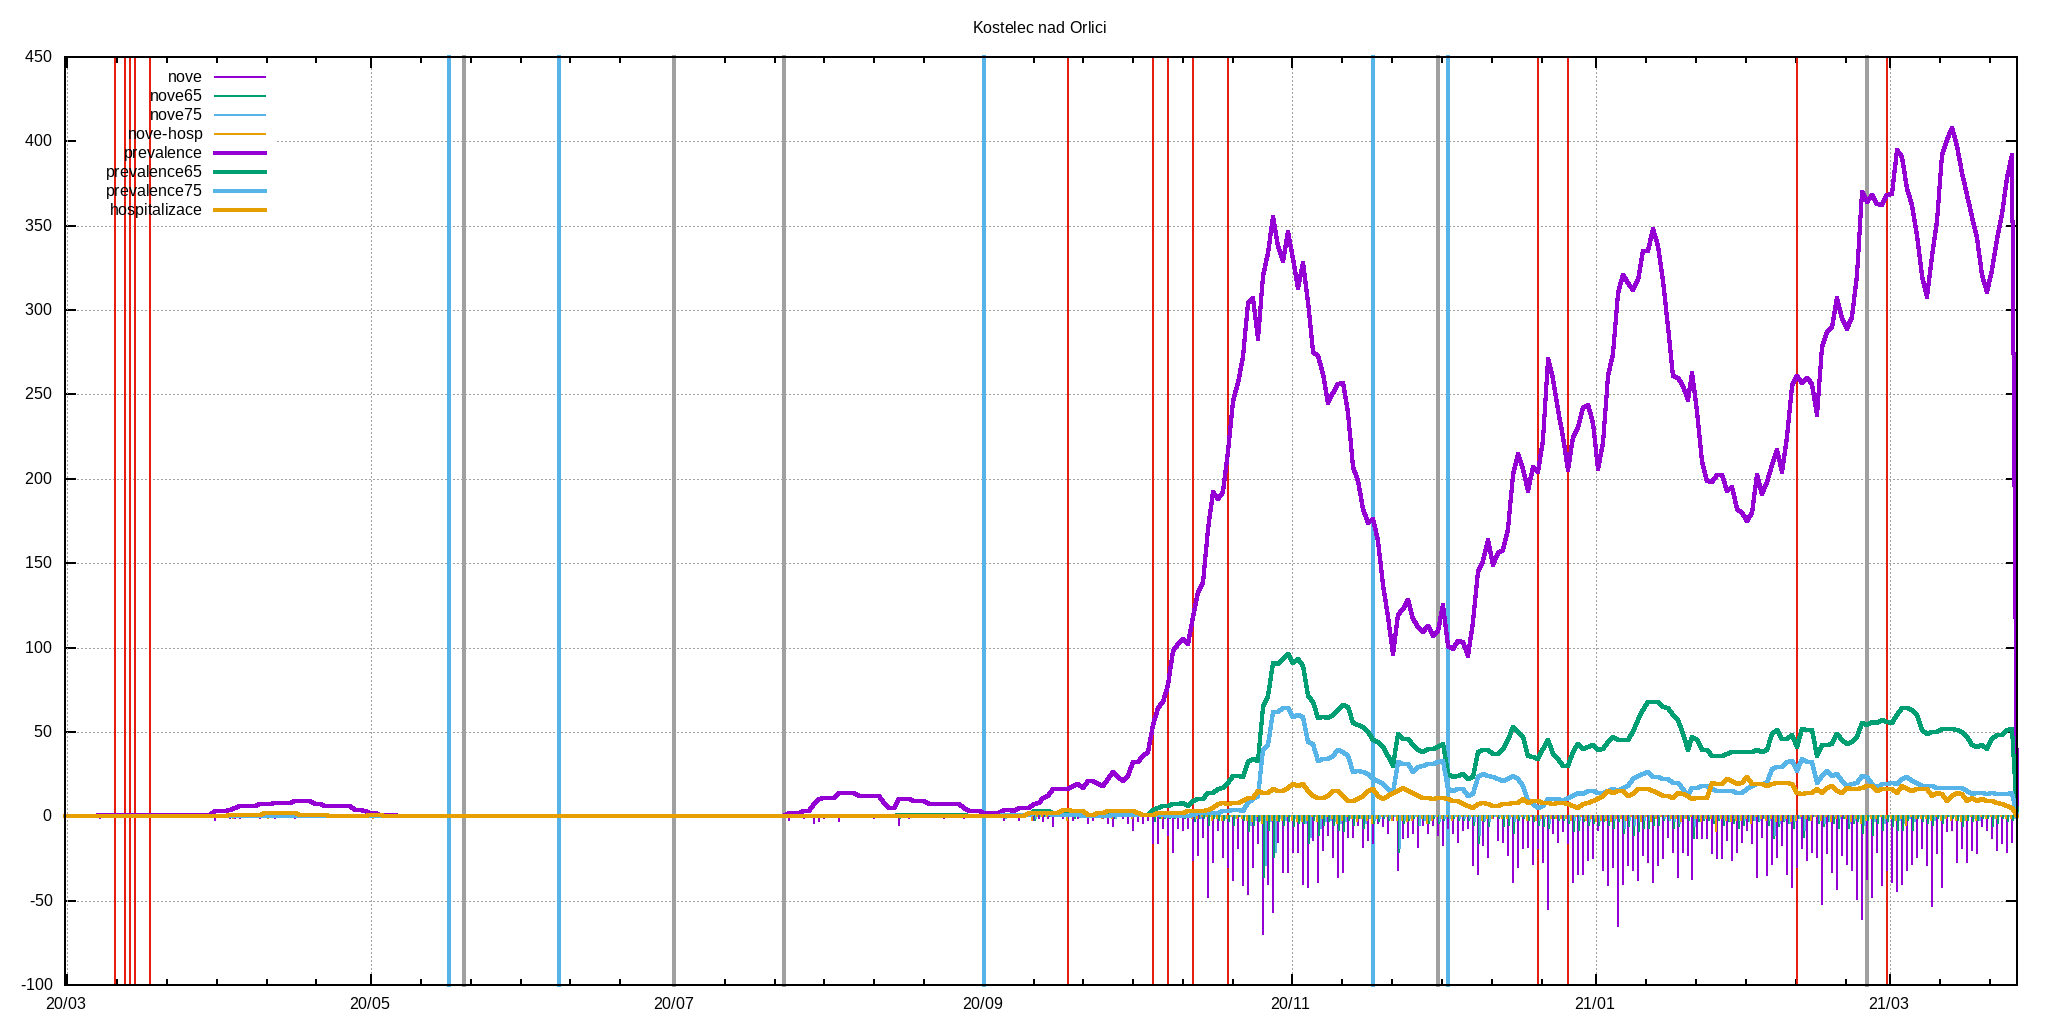 Kostelec nad Orlici
450
400
350
300
250
200
150
100
50
0
-50
-100
nove
nove65
nove75
nove-hosp
prevalence
prevalence65
prevalence75
hospitalizace
20/03 20/05 20/07 20/09 20/11 21/01 21/03